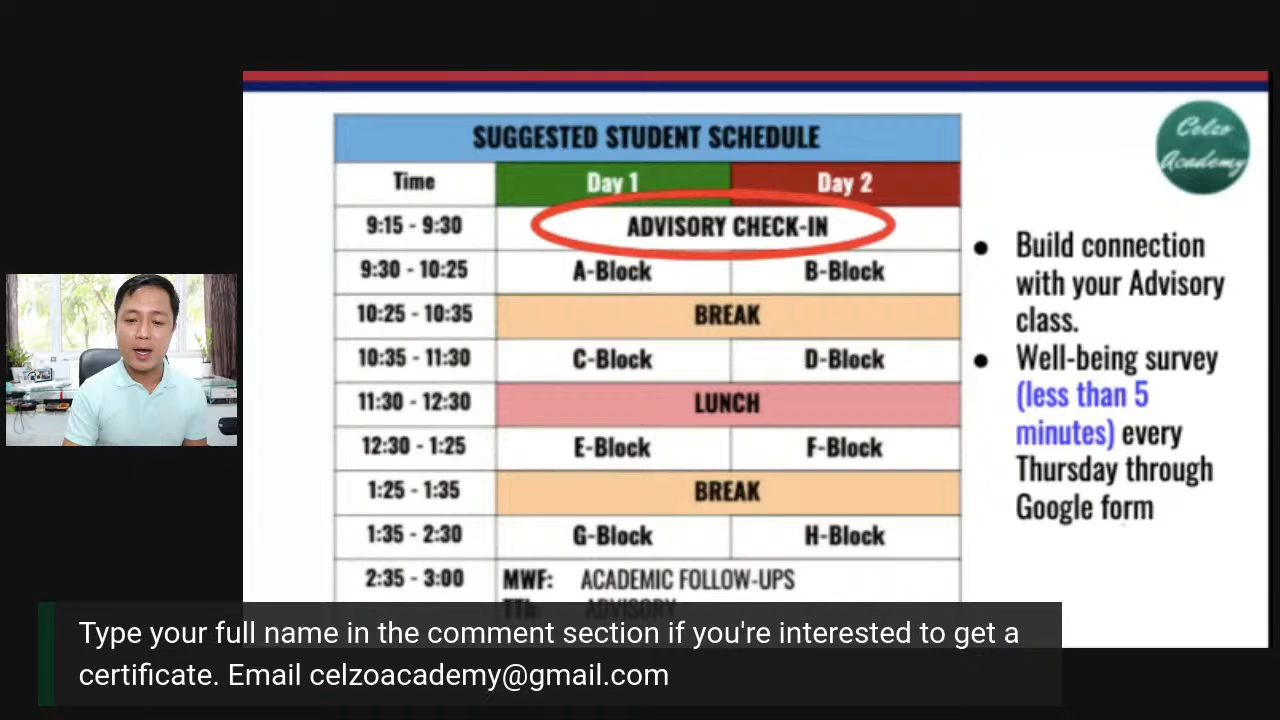 SUGGESTED STUDENT SCHEDULE
Time Day 1 Day 2
9:15 - 9:30 ADVISORY CHECK-IN
9:30 - 10:25 A-Block B-Block
10:25 - 10:35 BREAK
10:35 - 11:30 C-Block D-Block
11:30 - 12:30 LUNCH
12:30 - 1:25 E-Block F-Block
1:25 - 1:35 BREAK
1:35 - 2:30 G-Block H-Block
2:35 - 3:00 MWF: ACADEMIC FOLLOW-UPS
TTh: ADVISORY
Celzo
Academy
● Build connection
with your Advisory
class.
● Well-being survey
(less than 5
minutes) every
Thursday through
Google form
Type your full name in the comment section if you're interested to get a
certificate. Email celzoacademy@gmail.com